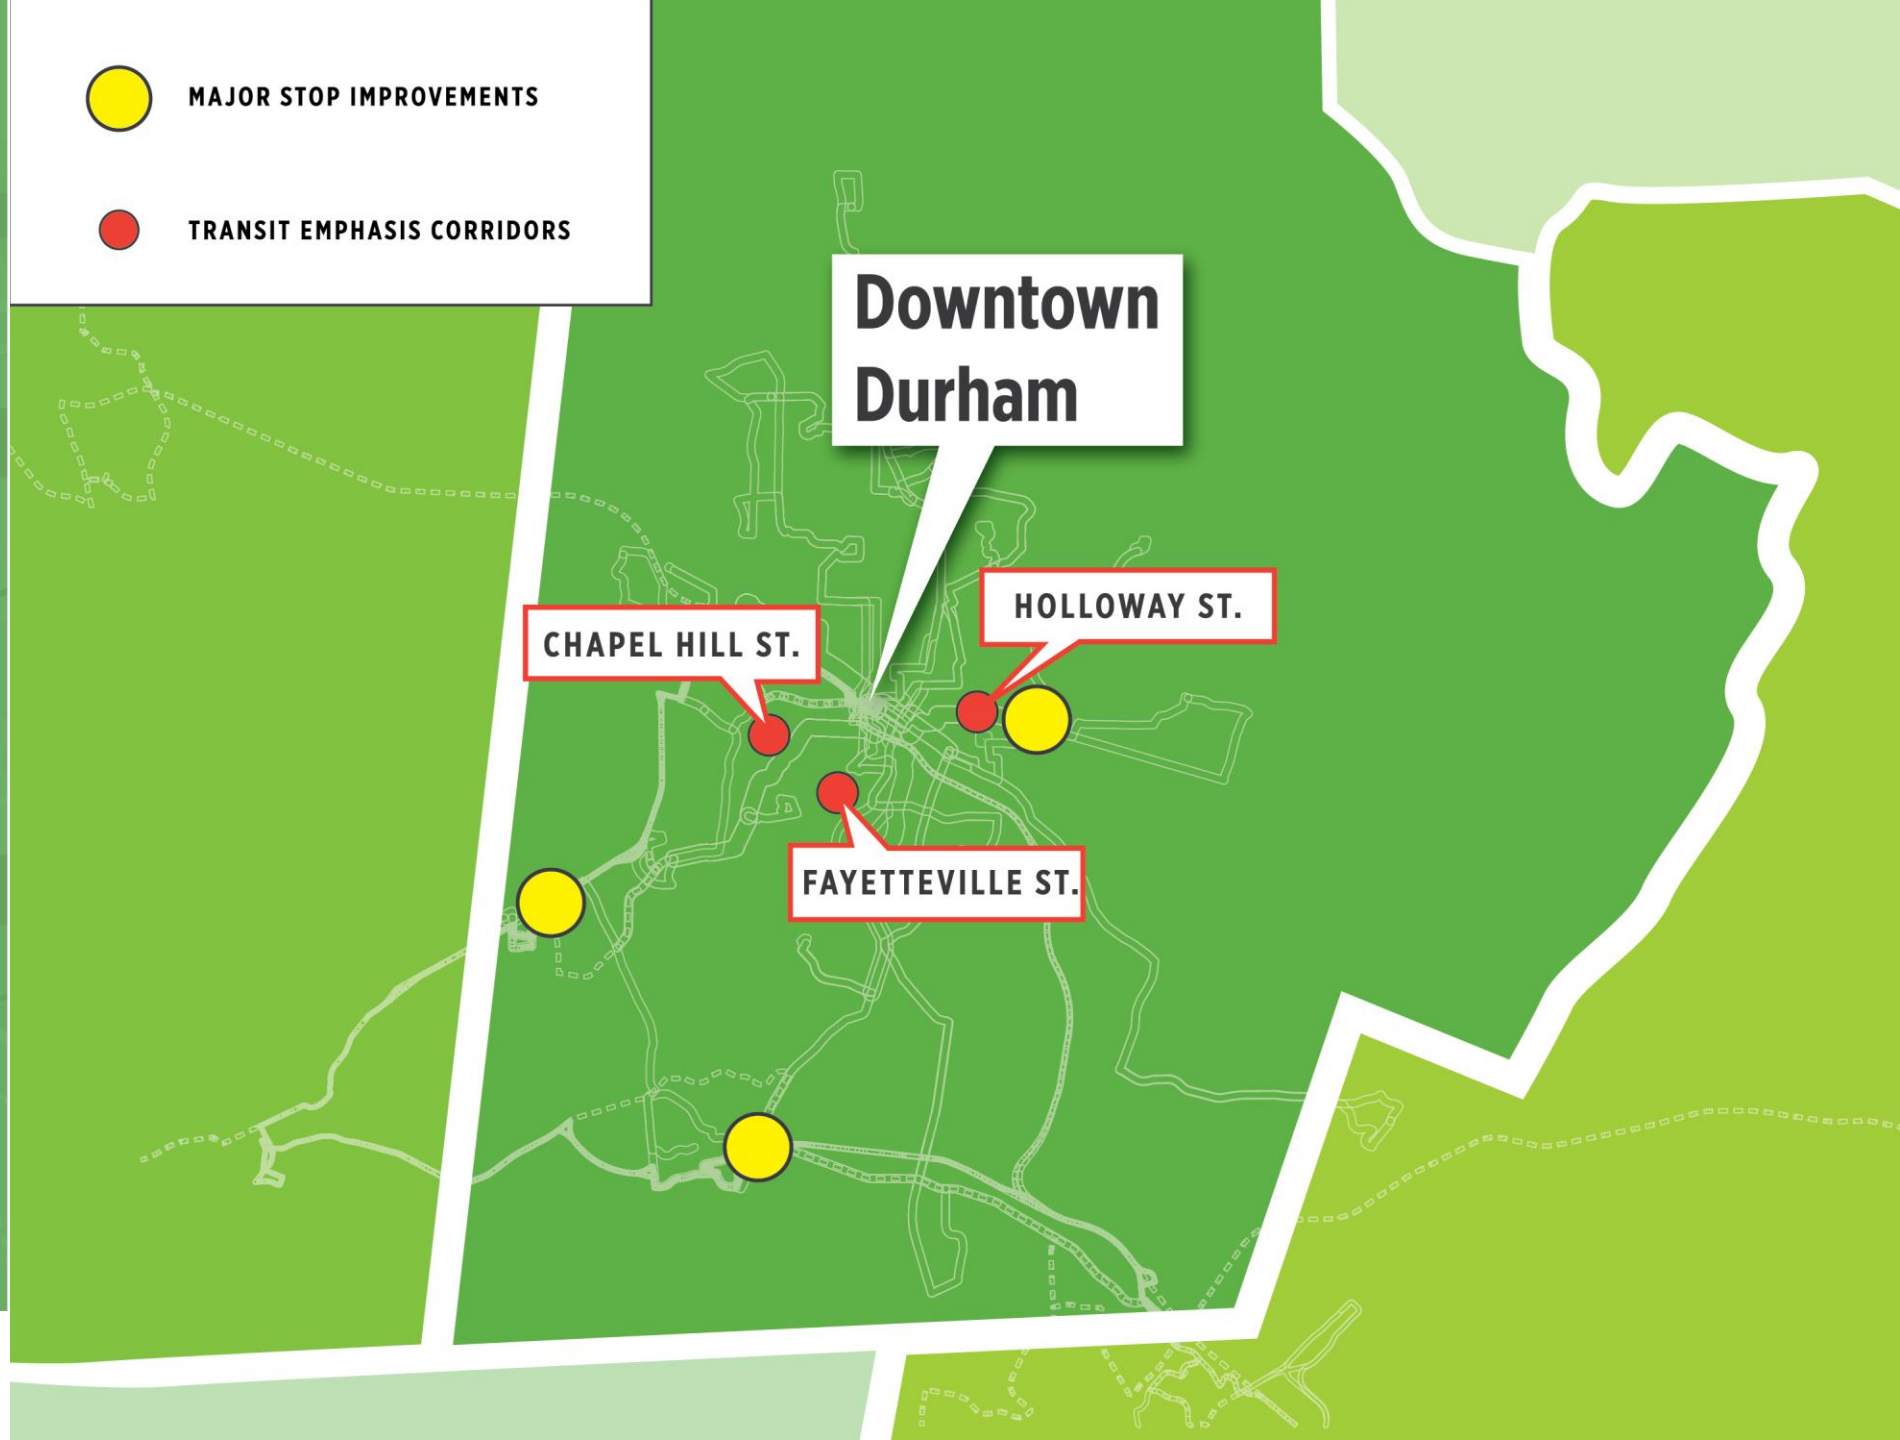 MAJOR STOP IMPROVEMENTS
TRANSIT EMPHASIS CORRIDORS
Downtown
Durham
HOLLOWAY ST.
CHAPEL HILL ST.
FAYETTEVILLE ST.